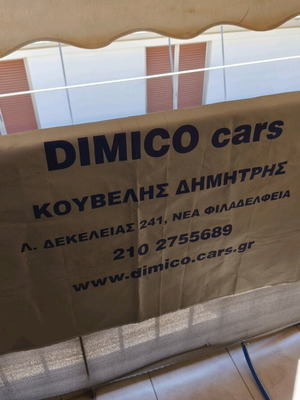 DIMICO cars
ΚΟΥΒΕΛΗΣ ΔΗΜΗΤΡΗΣ
Λ. ΔΕΚΕΛΕΙΑΣ 241, ΝΕΑ ΦΙΛΑΔΕΛΦΕΙΑ
210 2755689
www.dimico.cars.gr